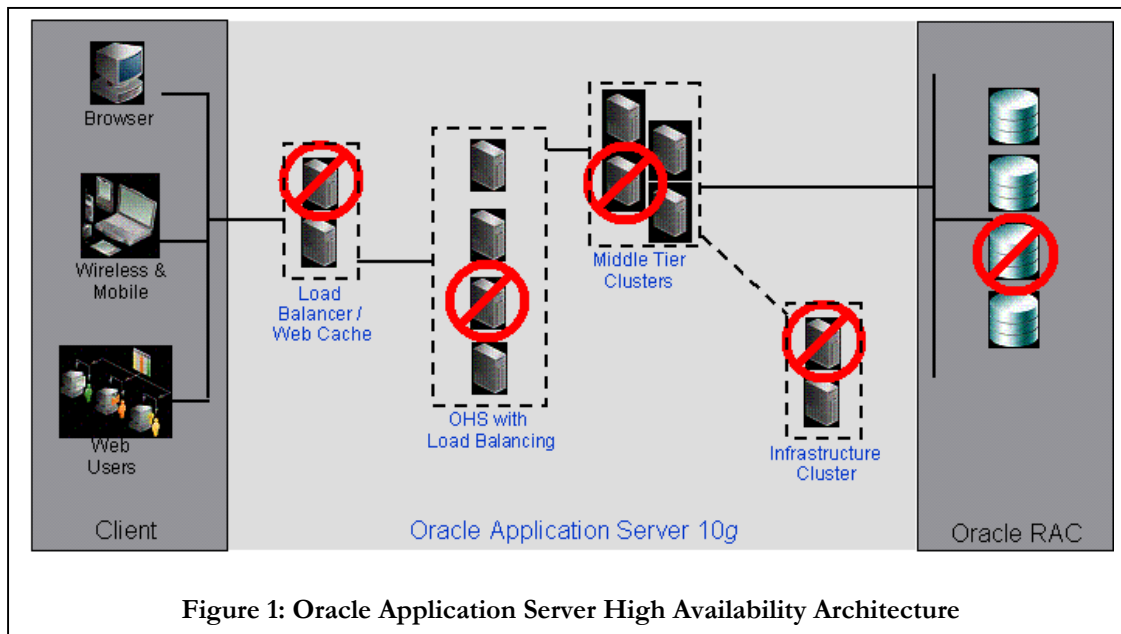 Browser
Wireless &
Mobile
Web
Users
Client
Load
Balancer /
Web Cache
OHS with
Load Balancing
Middle Tier
Clusters
Infrastructure
Cluster
Oracle Application Server 10g
Oracle RAC
Figure 1: Oracle Application Server High Availability Architecture